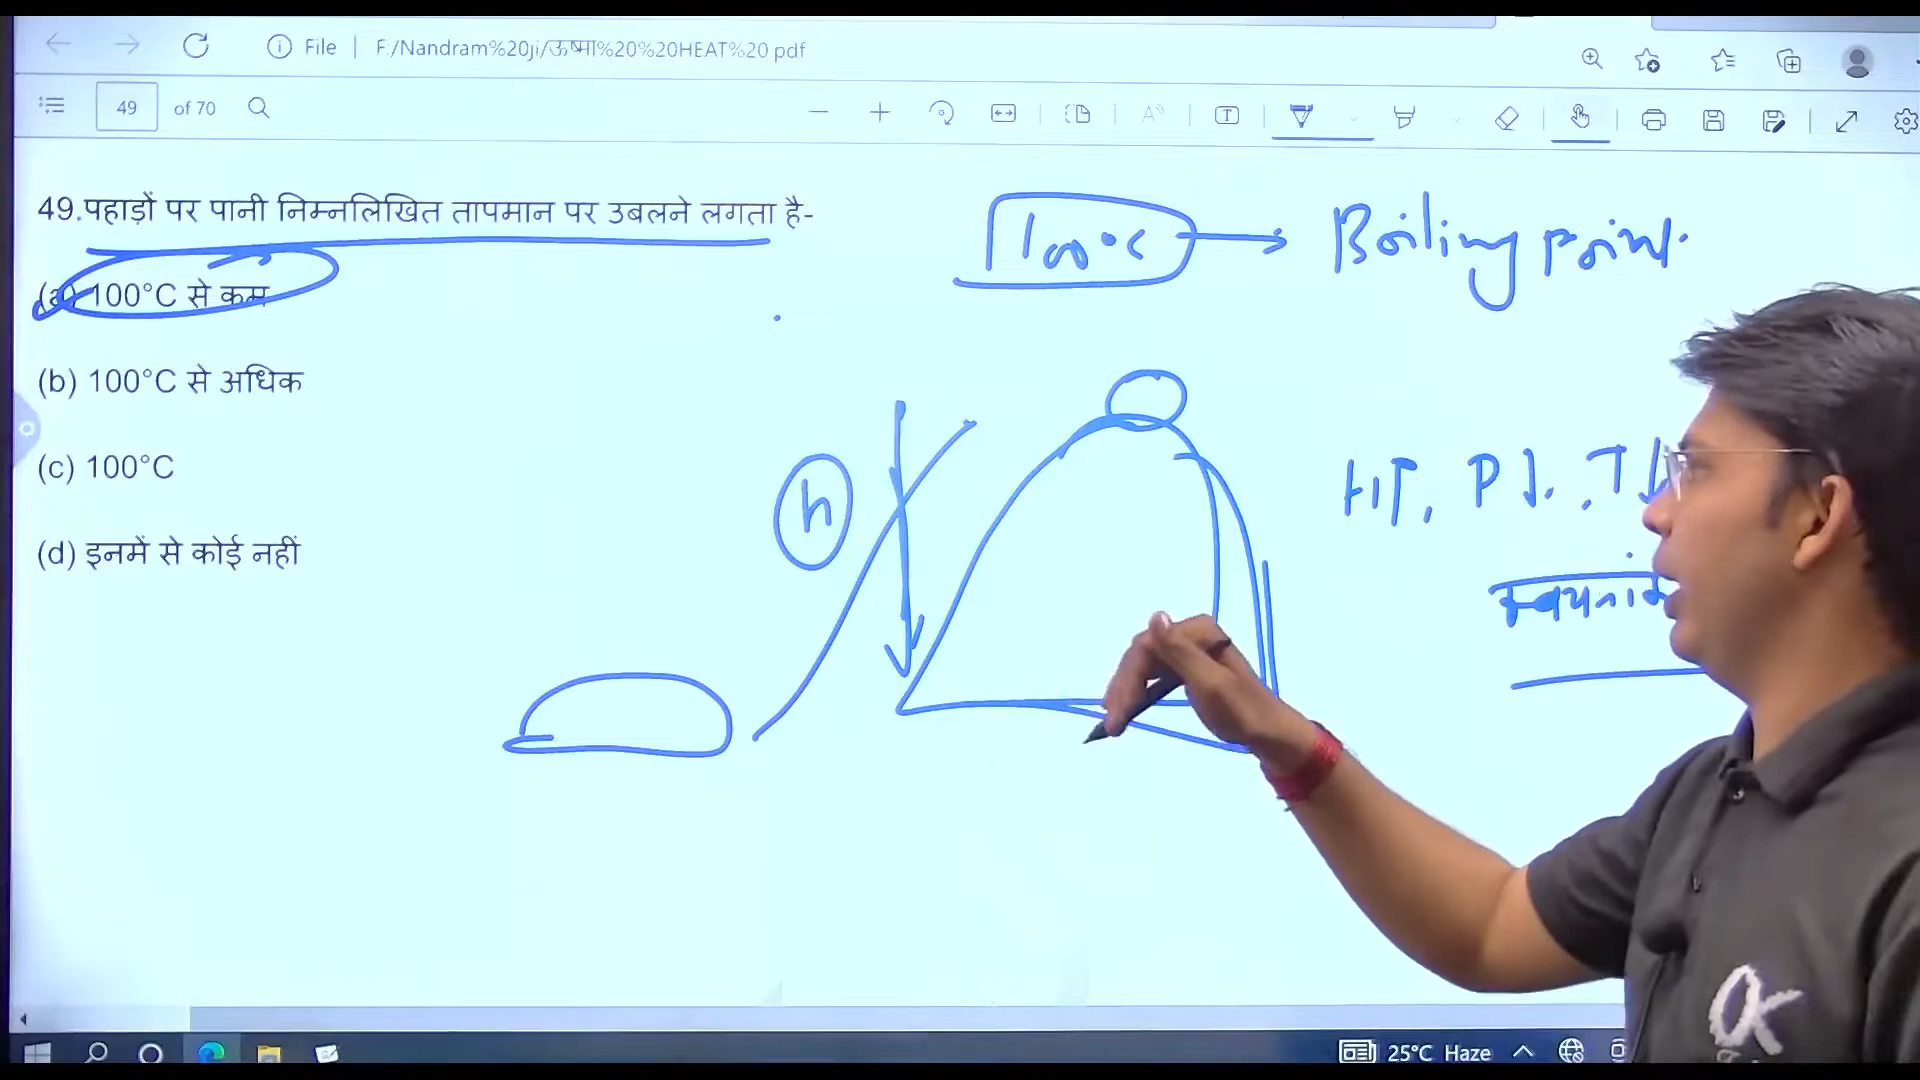 File | F:/Nandram%20ji/ऊष्मा%20%20HEAT%20 pdf
49 of 70
49.पहाड़ों पर पानी निम्नलिखित तापमान पर उबलने लगता है-
100°C → Boiling Point
(a) 100°C से कम
(b) 100°C से अधिक
(c) 100°C
(d) इनमें से कोई नहीं
h
H↑, P↓. T↓
25°C Haze